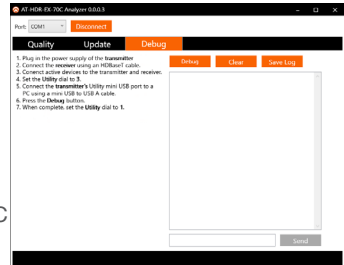 AT-HDR-EX-70C Analyzer 0.0.0.3
Port: COM1 Disconnect
Quality Update Debug
1. Plug in the power supply of the transmitter.
2. Connect the receiver using an HDBaseT cable.
3. Conenct active devices to the transmitter and receiver.
4. Set the Utility dial to 3.
5. Connect the transmitter's Utility mini USB port to a
PC using a mini USB to USB A cable.
6. Press the Debug button.
7. When complete, set the Utility dial to 1.
Debug Clear Save Log
C
Send